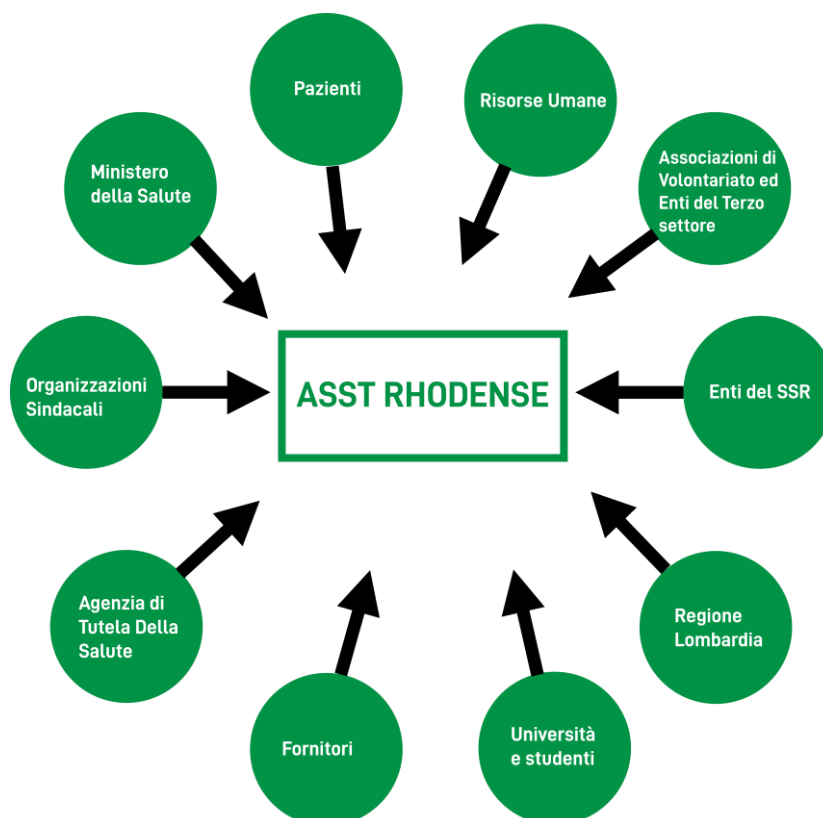 Pazienti
Risorse Umane
Associazioni di
Volontariato ed
Enti del Terzo
settore
Ministero
della Salute
Organizzazioni
Sindacali
ASST RHODENSE
Enti del SSR
Agenzia di
Tutela Della
Salute
Regione
Lombardia
Fornitori
Università
e studenti